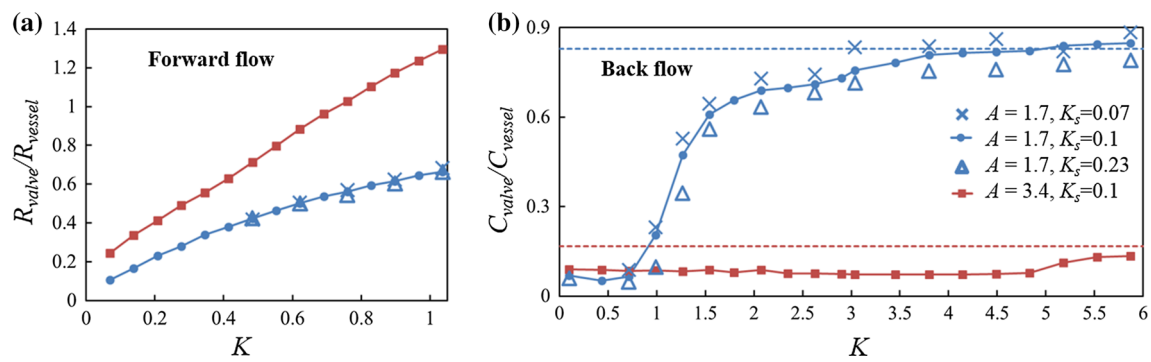 (a)
Forward flow
R_valve/R_vessel
1.4
1.2
1
0.8
0.6
0.4
0.2
0
0 0.2 0.4 0.6 0.8 1
K
(b)
Back flow
C_valve/C_vessel
0.9
0.6
0.3
0
A = 1.7, K_s=0.07
A = 1.7, K_s=0.1
A = 1.7, K_s=0.23
A = 3.4, K_s=0.1
0 0.5 1 1.5 2 2.5 3 3.5 4 4.5 5 5.5 6
K